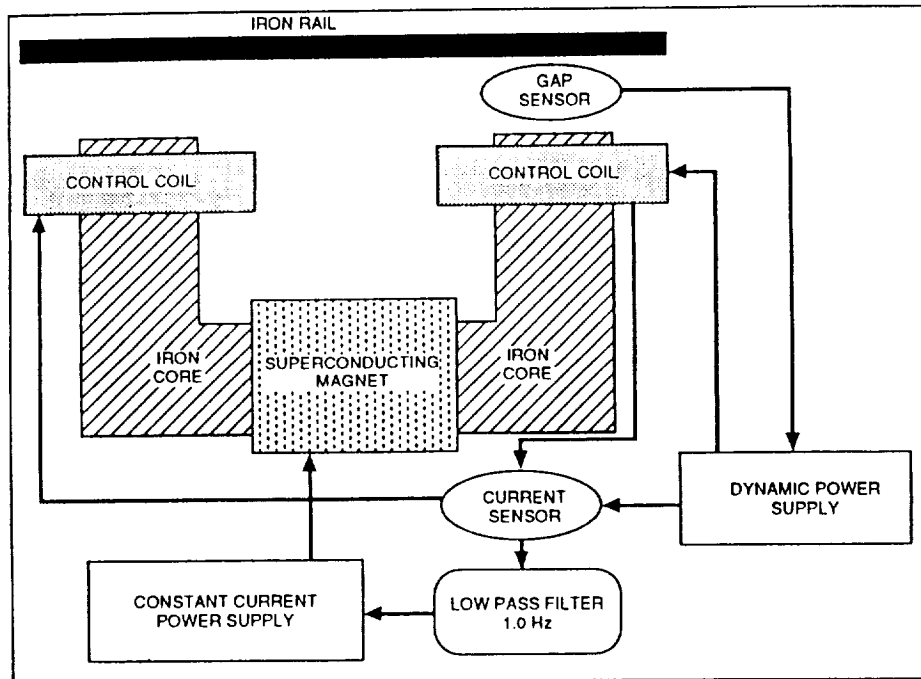 IRON RAIL
GAP
SENSOR
CONTROL COIL
CONTROL COIL
IRON
CORE
SUPERCONDUCTING
MAGNET
IRON
CORE
CURRENT
SENSOR
DYNAMIC POWER
SUPPLY
CONSTANT CURRENT
POWER SUPPLY
LOW PASS FILTER
1.0 Hz